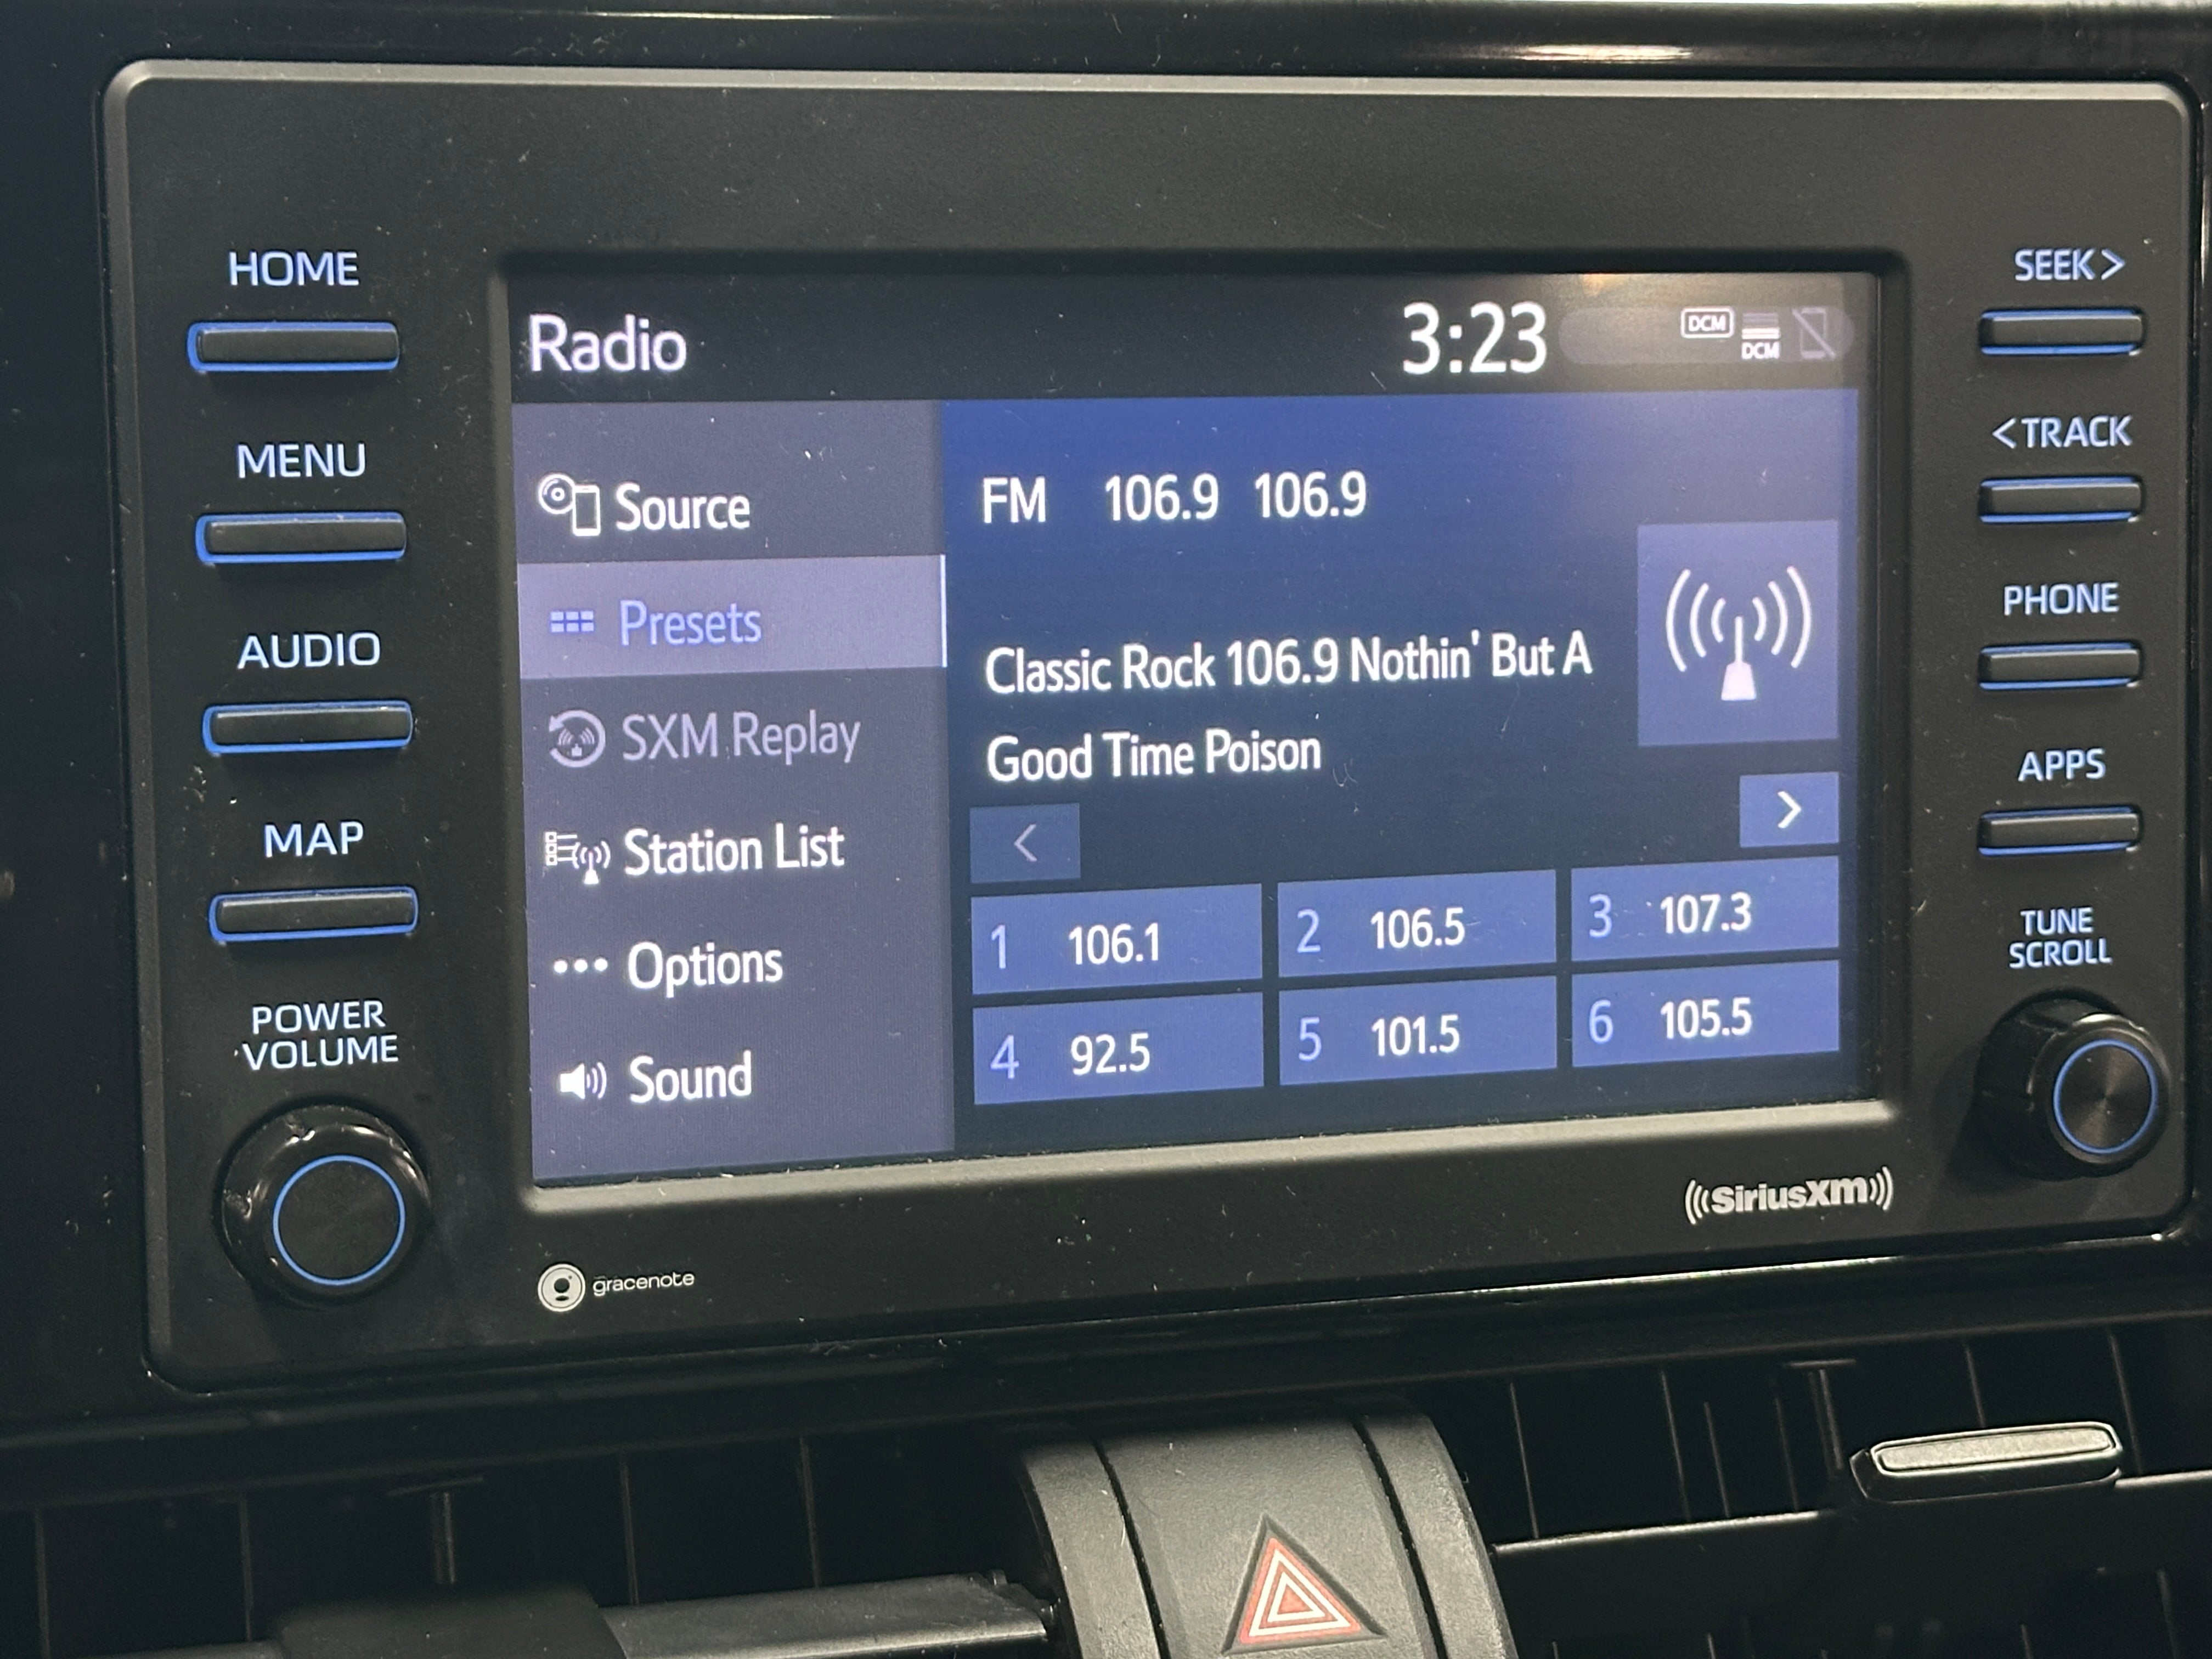 HOME
MENU
AUDIO
MAP
POWER
VOLUME
Radio
3:23
DCM
DCM
Source
Presets
SXM Replay
Station List
Options
Sound
FM 106.9 106.9
Classic Rock 106.9 Nothin' But A
Good Time Poison
<
>
1 106.1
2 106.5
3 107.3
4 92.5
5 101.5
6 105.5
SEEK >
< TRACK
PHONE
APPS
TUNE
SCROLL
gracenote
((SiriusXM))